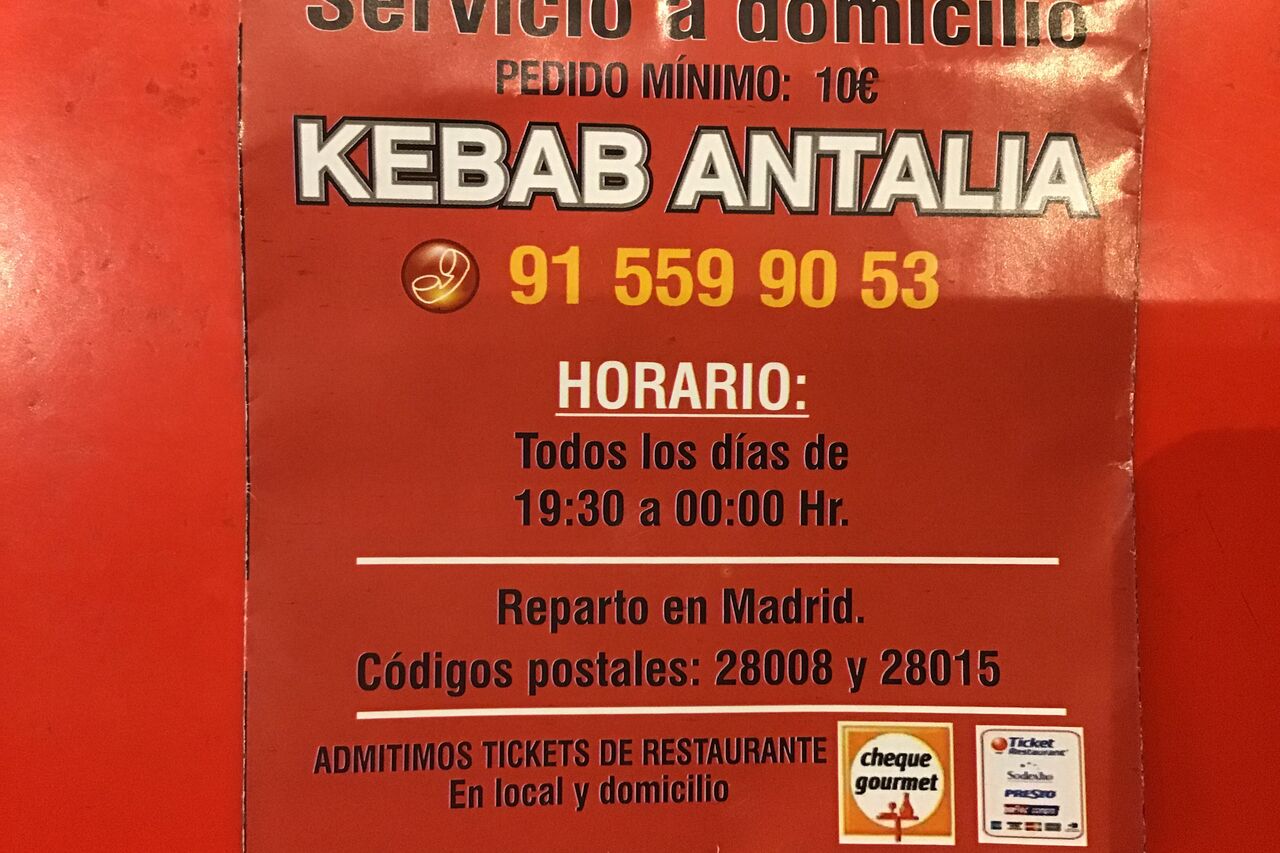 Servicio a domicilio
PEDIDO MÍNIMO: 10€
KEBAB ANTALIA
91 559 90 53
HORARIO:
Todos los días de
19:30 a 00:00 Hr.
Reparto en Madrid.
Códigos postales: 28008 y 28015
ADMITIMOS TICKETS DE RESTAURANTE
En local y domicilio
cheque
gourmet
Ticket
Restaurant
Sodexho
PRESTO